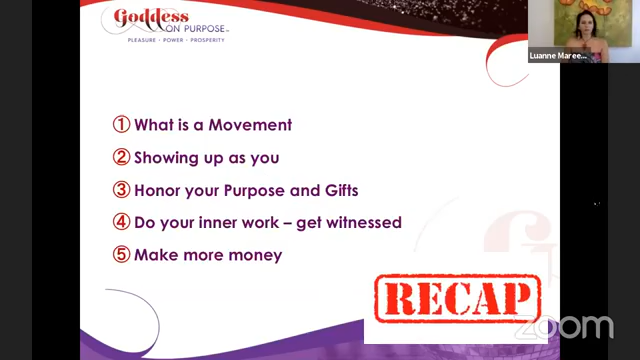 Goddess
ON PURPOSE™
PLEASURE • POWER • PROSPERITY
Luanne Maree...
① What is a Movement
② Showing up as you
③ Honor your Purpose and Gifts
④ Do your inner work – get witnessed
⑤ Make more money
RECAP
zoom